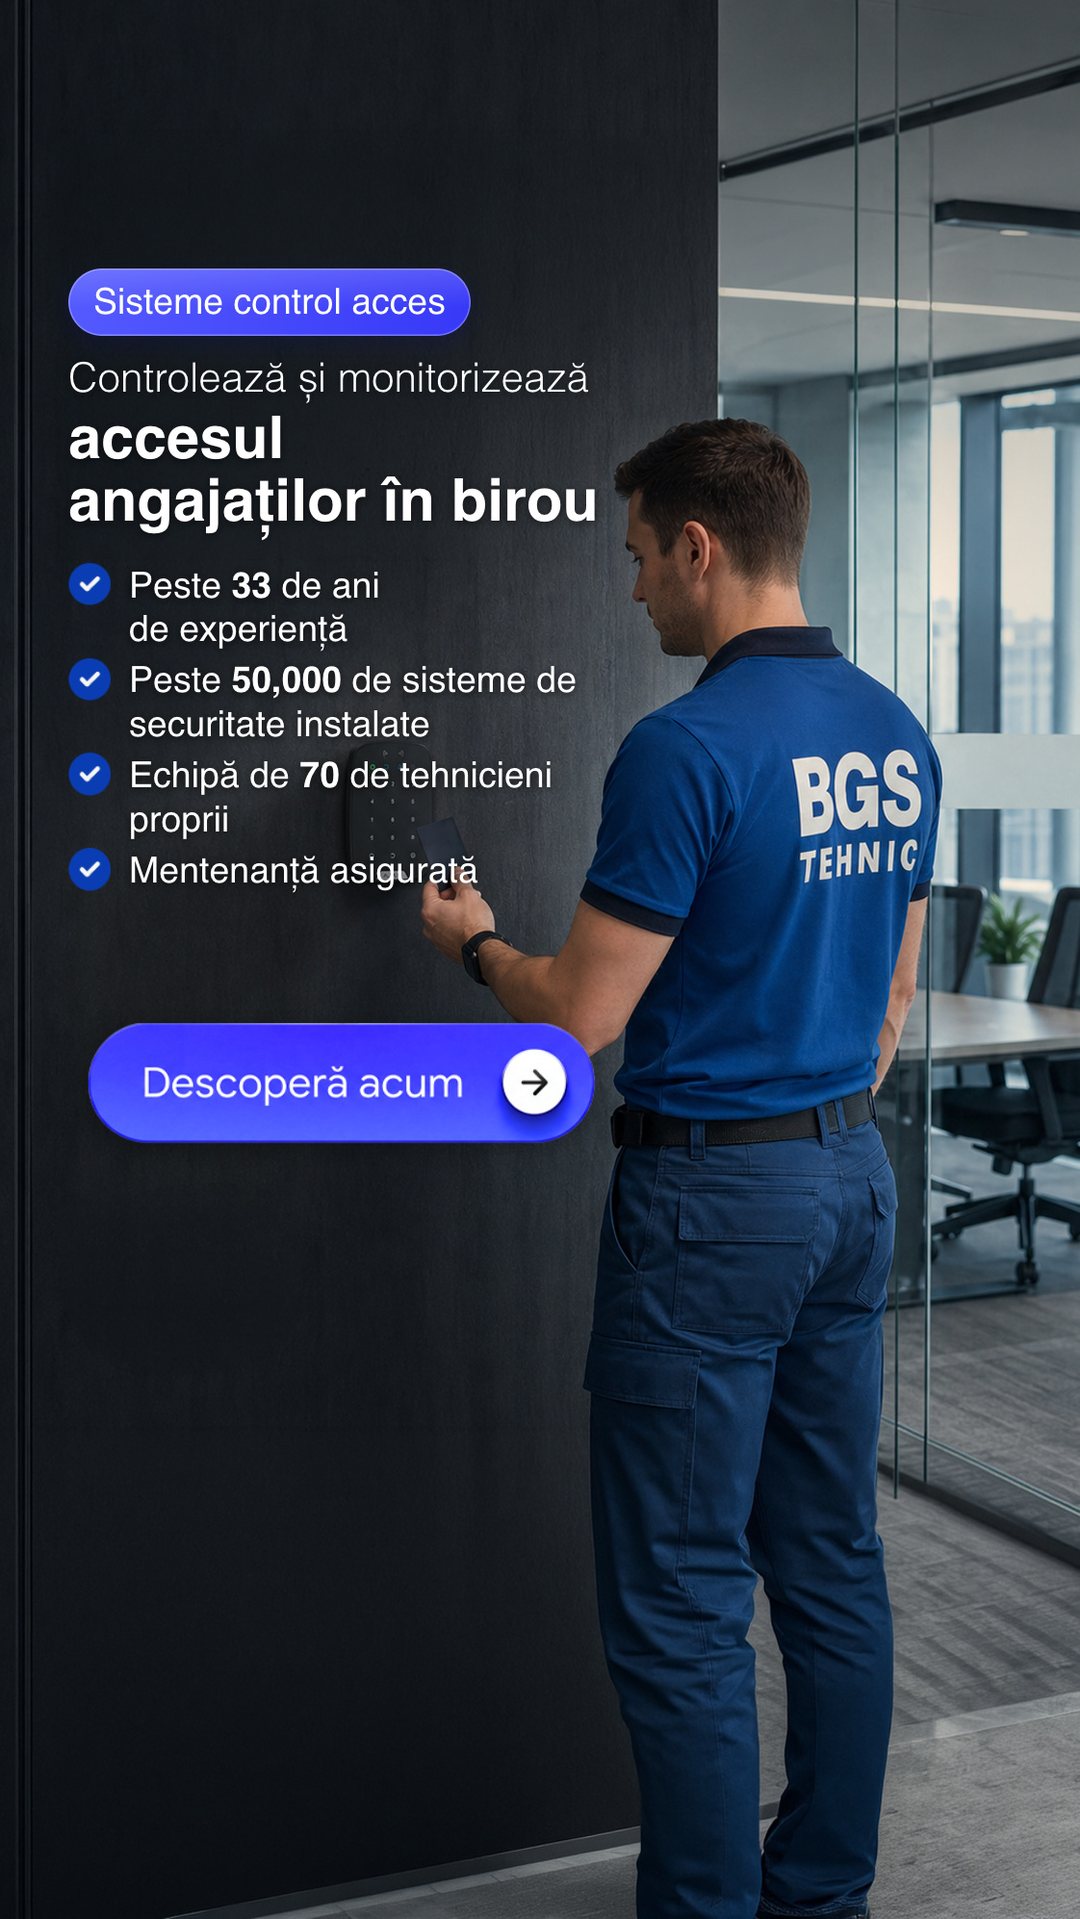 Sisteme control acces
Controlează și monitorizează
accesul
angajaților în birou
Peste 33 de ani
de experiență
Peste 50,000 de sisteme de
securitate instalate
Echipă de 70 de tehnicieni
proprii
Mentenanță asigurată
BGS
TEHNIC
Descoperă acum